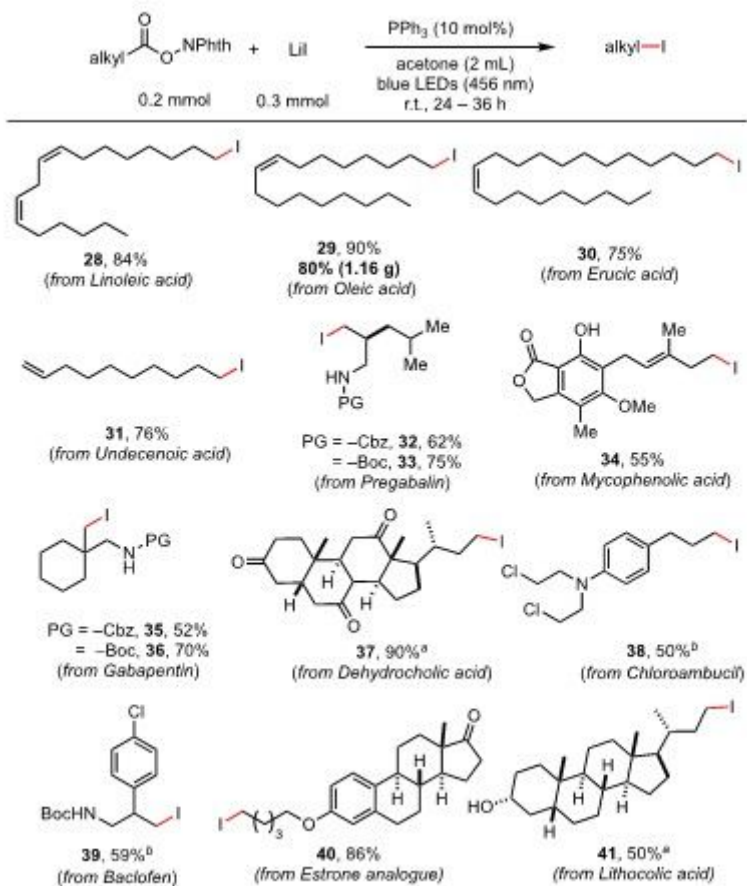 O
alkyl O NPhth + LiI
PPh3 (10 mol%)
acetone (2 mL)
blue LEDs (456 nm)
r.t., 24 – 36 h
alkyl–I
0.2 mmol 0.3 mmol
I
28, 84%
(from Linoleic acid)
I
29, 90%
80% (1.16 g)
(from Oleic acid)
I
30, 75%
(from Erucic acid)
I
31, 76%
(from Undecenoic acid)
I Me
Me
HN
PG
PG = –Cbz, 32, 62%
= –Boc, 33, 75%
(from Pregabalin)
O OH Me
O I
OMe
Me
34, 55%
(from Mycophenolic acid)
I
N PG
H
PG = –Cbz, 35, 52%
= –Boc, 36, 70%
(from Gabapentin)
O I
H
O H H
H O
37, 90%a
(from Dehydrocholic acid)
I
Cl N
Cl
38, 50%b
(from Chloroambucil)
Cl
BocHN I
39, 59%b
(from Baclofen)
O
H
H H
I ( )3 O
40, 86%
(from Estrone analogue)
I
H
H H
HO H
41, 50%a
(from Lithocolic acid)